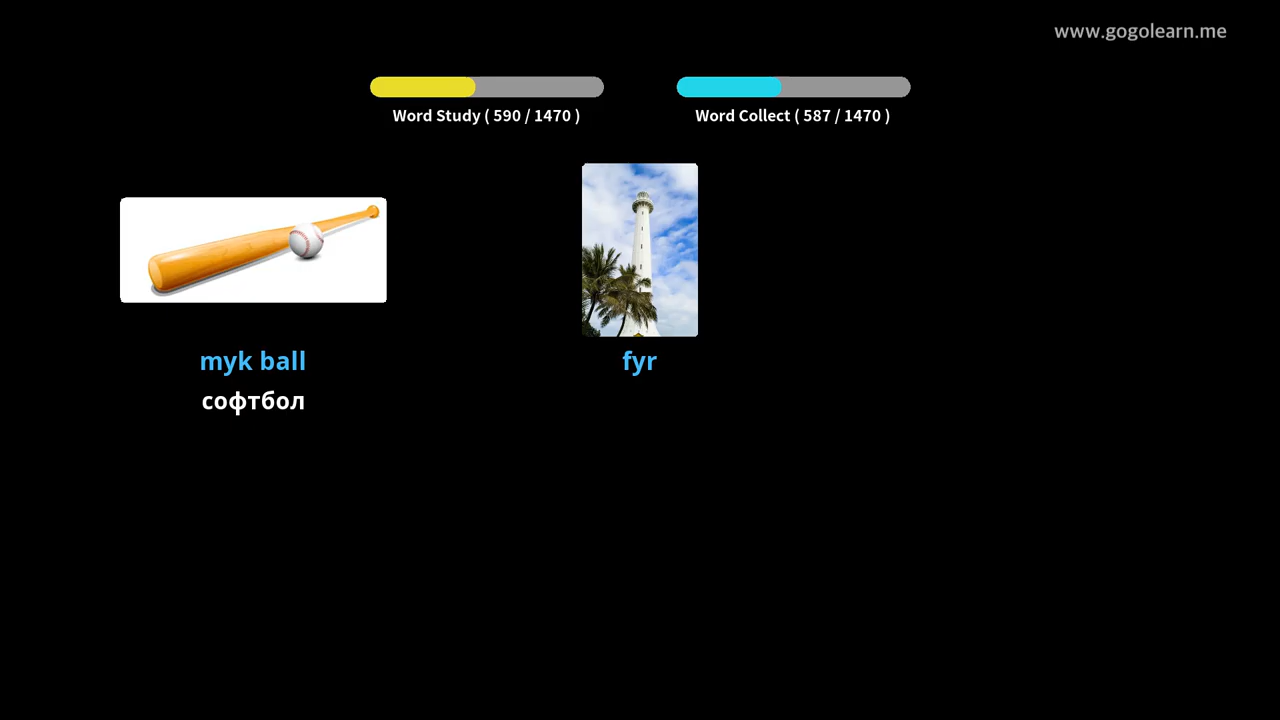 www.gogolearn.me
Word Study ( 590 / 1470 )
Word Collect ( 587 / 1470 )
myk ball
софтбол
fyr